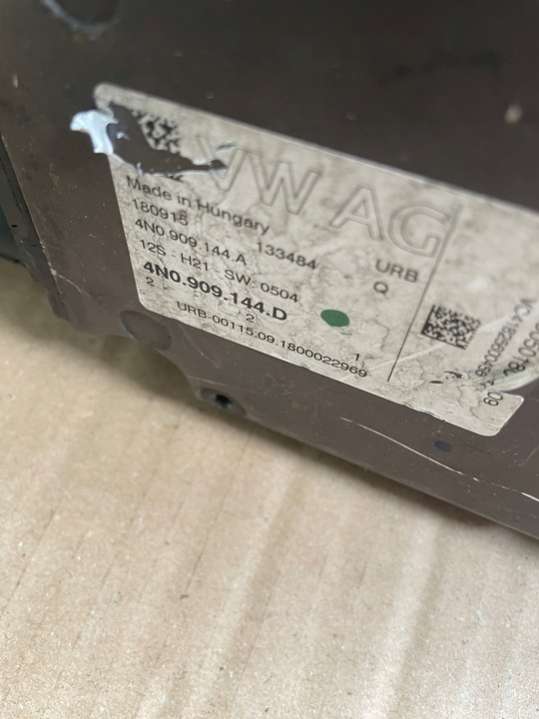 VW AG
Made in Hungary
180915 133484 URB
4N0.909.144.A Q
12S - H21 - SW: 0504
4N0.909.144.D
2 2 1
URB-00115.09.1800022969